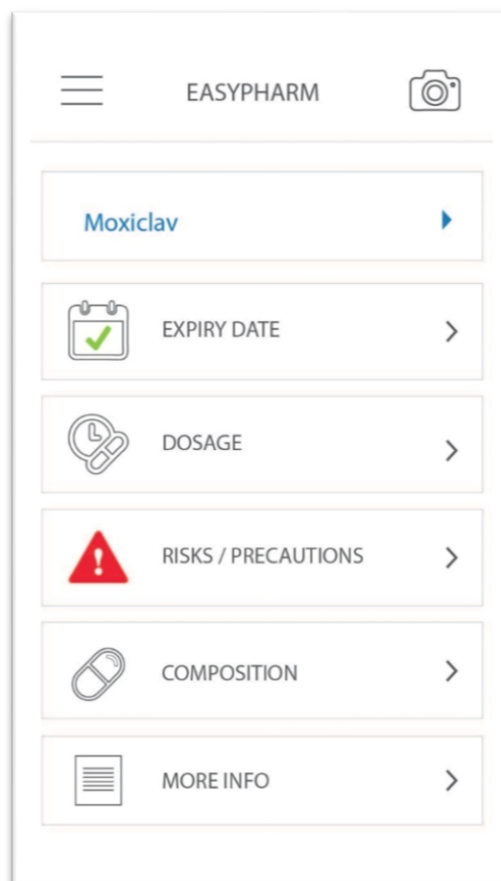 EASYPHARM
Moxiclav
EXPIRY DATE
DOSAGE
RISKS / PRECAUTIONS
COMPOSITION
MORE INFO